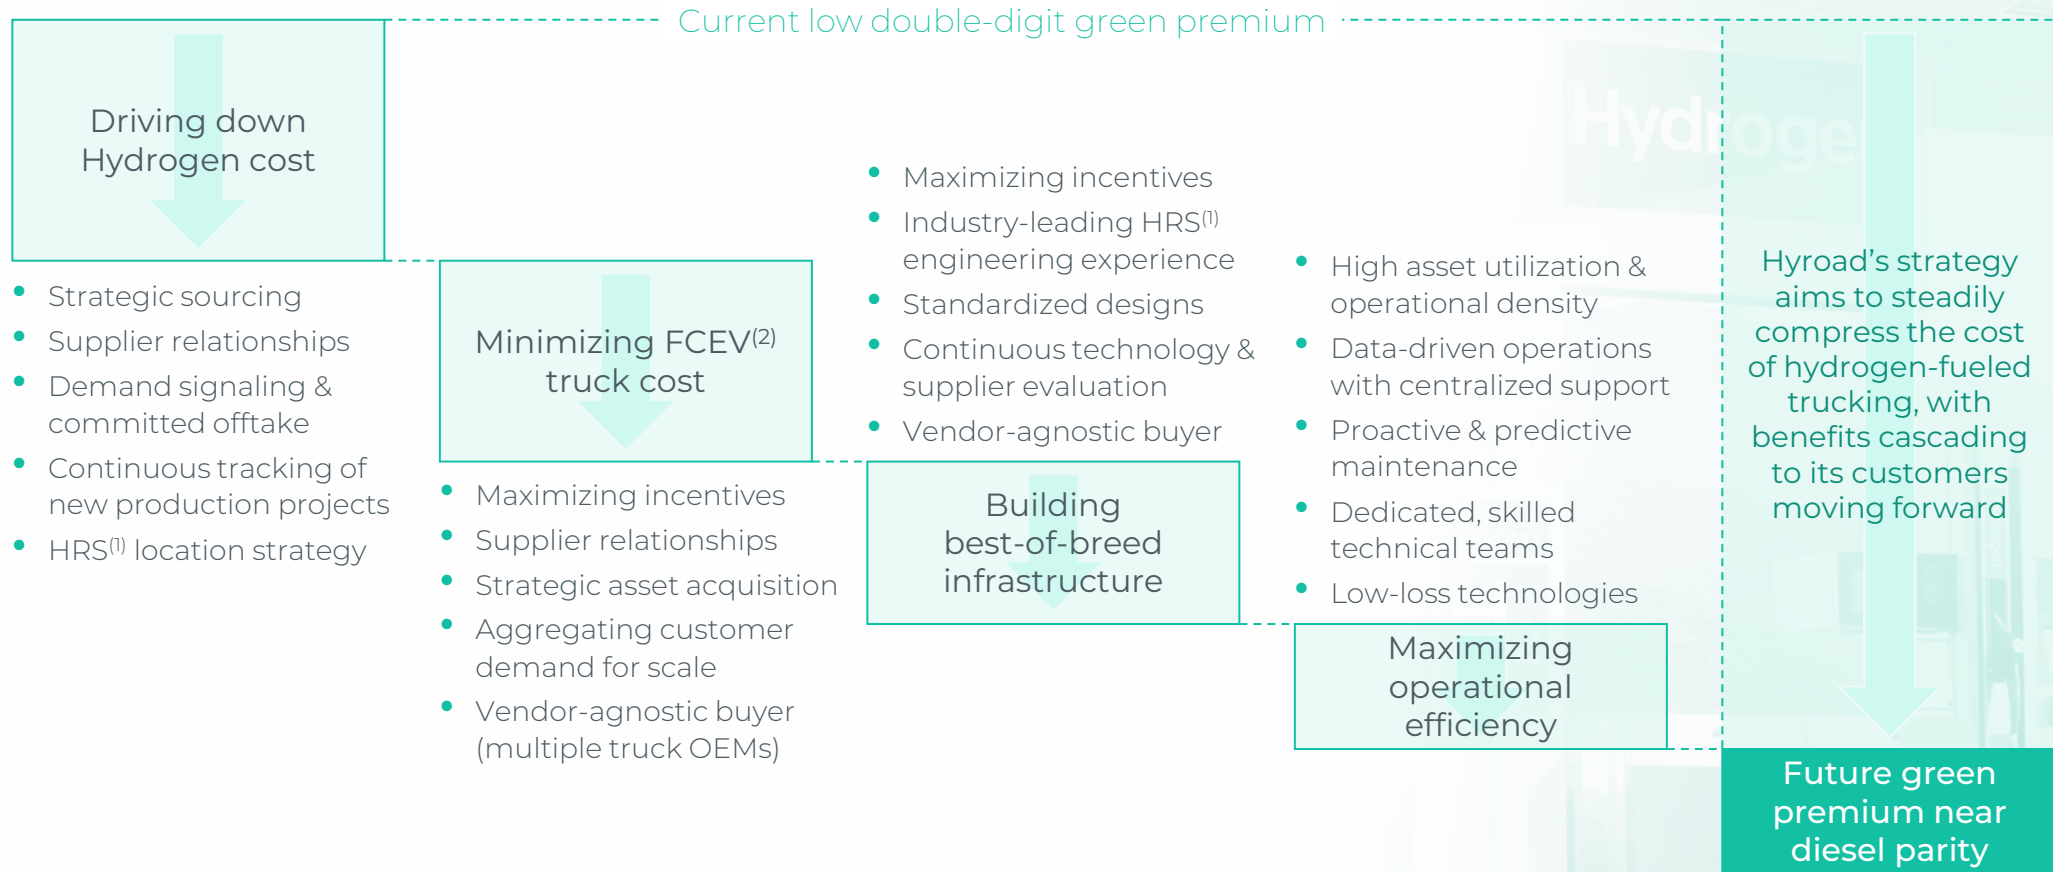 Current low double-digit green premium
Driving down
Hydrogen cost
• Strategic sourcing
• Supplier relationships
• Demand signaling &
committed offtake
• Continuous tracking of
new production projects
• HRS(1) location strategy
Minimizing FCEV(2)
truck cost
• Maximizing incentives
• Supplier relationships
• Strategic asset acquisition
• Aggregating customer
demand for scale
• Vendor-agnostic buyer
(multiple truck OEMs)
• Maximizing incentives
• Industry-leading HRS(1)
engineering experience
• Standardized designs
• Continuous technology &
supplier evaluation
• Vendor-agnostic buyer
Building
best-of-breed
infrastructure
• High asset utilization &
operational density
• Data-driven operations
with centralized support
• Proactive & predictive
maintenance
• Dedicated, skilled
technical teams
• Low-loss technologies
Maximizing
operational
efficiency
Hydroge
Hyroad’s strategy
aims to steadily
compress the cost
of hydrogen-fueled
trucking, with
benefits cascading
to its customers
moving forward
Future green
premium near
diesel parity